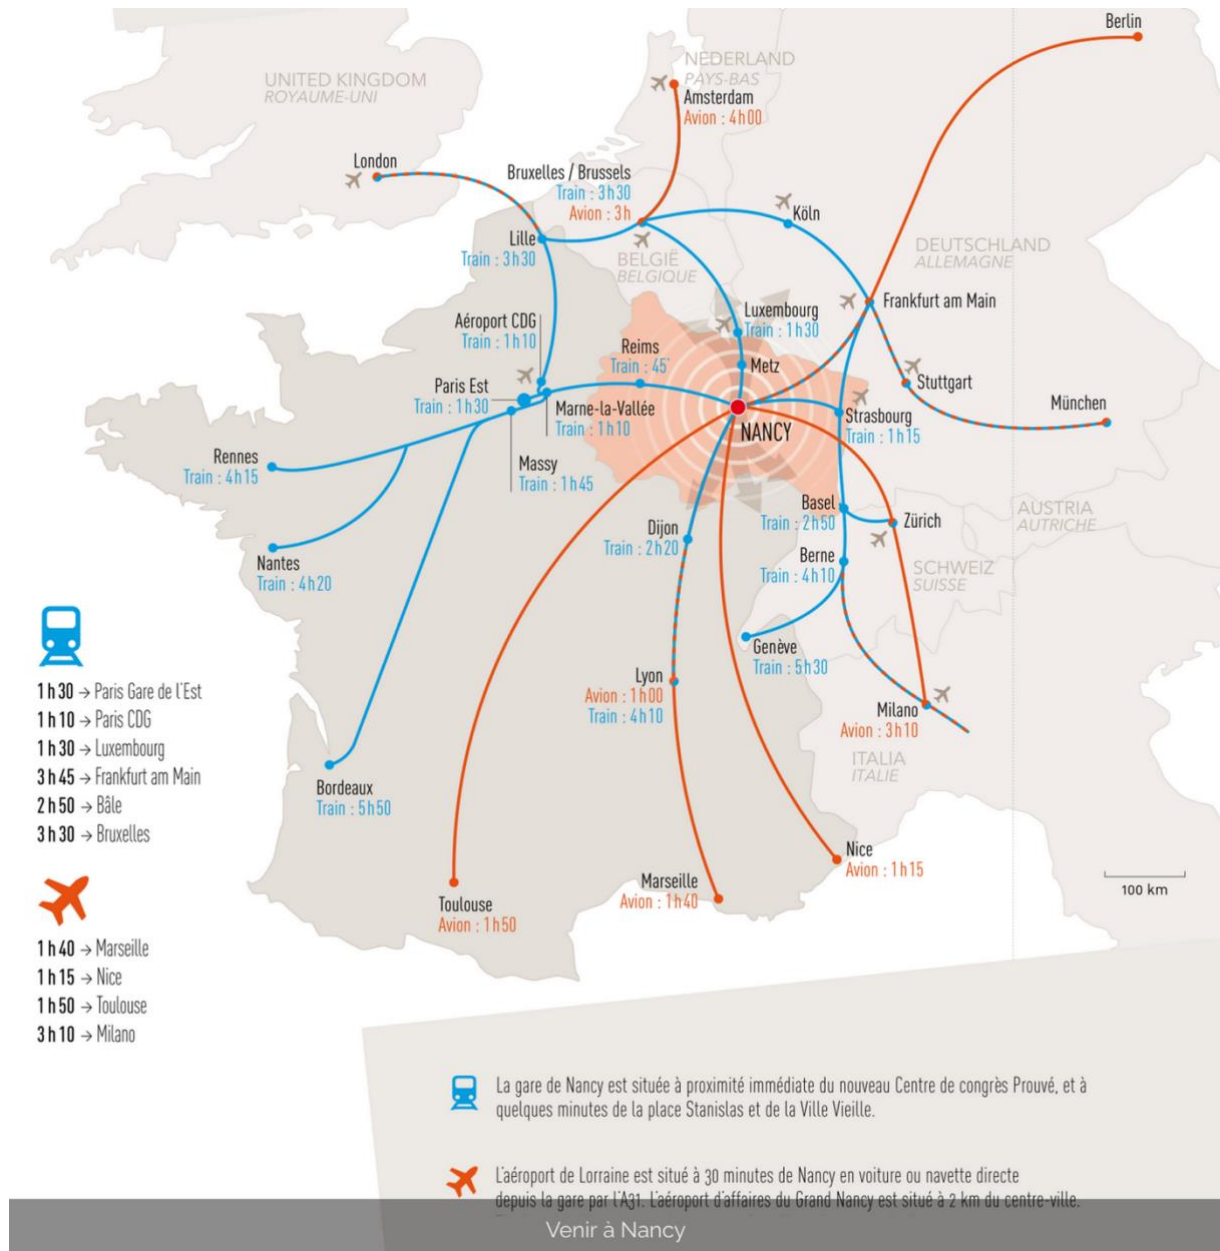 Berlin
NEDERLAND
PAYS-BAS
UNITED KINGDOM
ROYAUME-UNI
Amsterdam
Avion : 4h00
London
Bruxelles / Brussels
Train : 3h30
Avion : 3h
Köln
Lille
Train : 3h30
BELGIË
BELGIQUE
DEUTSCHLAND
ALLEMAGNE
Frankfurt am Main
Luxembourg
Train : 1h30
Aéroport CDG
Train : 1h10
Reims
Train : 45'
Metz
Paris Est
Train : 1h30
Marne-la-Vallée
Train : 1h10
Stuttgart
München
Strasbourg
Train : 1h15
NANCY
Rennes
Train : 4h15
Massy
Train : 1h45
Basel
Train : 2h50
Zürich
AUSTRIA
AUTRICHE
Dijon
Train : 2h20
Nantes
Train : 4h20
Berne
Train : 4h10
SCHWEIZ
SUISSE
Genève
Train : 5h30
Lyon
Avion : 1h00
Train : 4h10
Milano
Avion : 3h10
ITALIA
ITALIE
Bordeaux
Train : 5h50
Nice
Avion : 1h15
Marseille
Avion : 1h40
Toulouse
Avion : 1h50
100 km
1h30 → Paris Gare de l'Est
1h10 → Paris CDG
1h30 → Luxembourg
3h45 → Frankfurt am Main
2h50 → Bâle
3h30 → Bruxelles
1h40 → Marseille
1h15 → Nice
1h50 → Toulouse
3h10 → Milano
La gare de Nancy est située à proximité immédiate du nouveau Centre de congrès Prouvé, et à
quelques minutes de la place Stanislas et de la Ville Vieille.
L'aéroport de Lorraine est situé à 30 minutes de Nancy en voiture ou navette directe
depuis la gare par l'A31. L'aéroport d'affaires du Grand Nancy est situé à 2 km du centre-ville.
Venir à Nancy